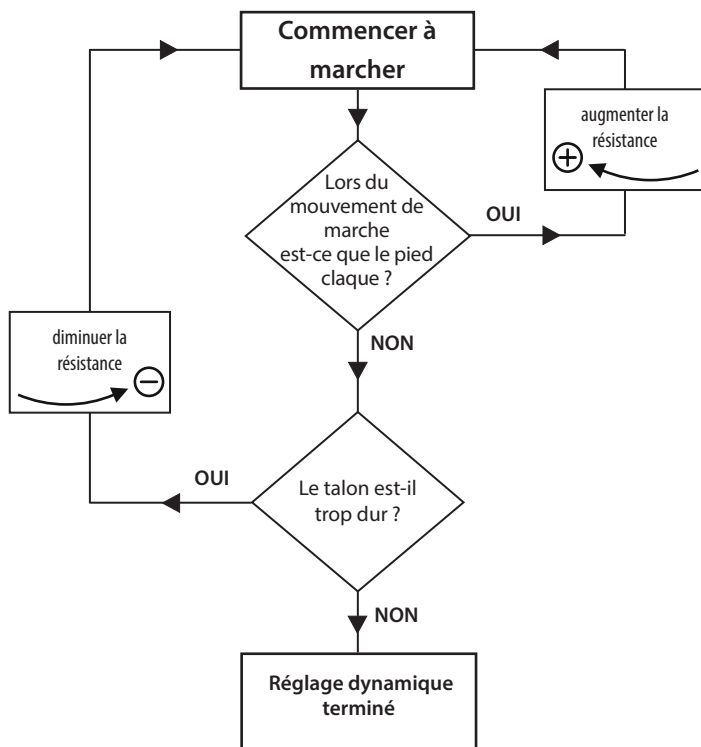 Commencer à
marcher
augmenter la
résistance
Lors du
mouvement de
marche
est-ce que le pied
claque ?
OUI
NON
diminuer la
résistance
OUI
Le talon est-il
trop dur ?
NON
Réglage dynamique
terminé